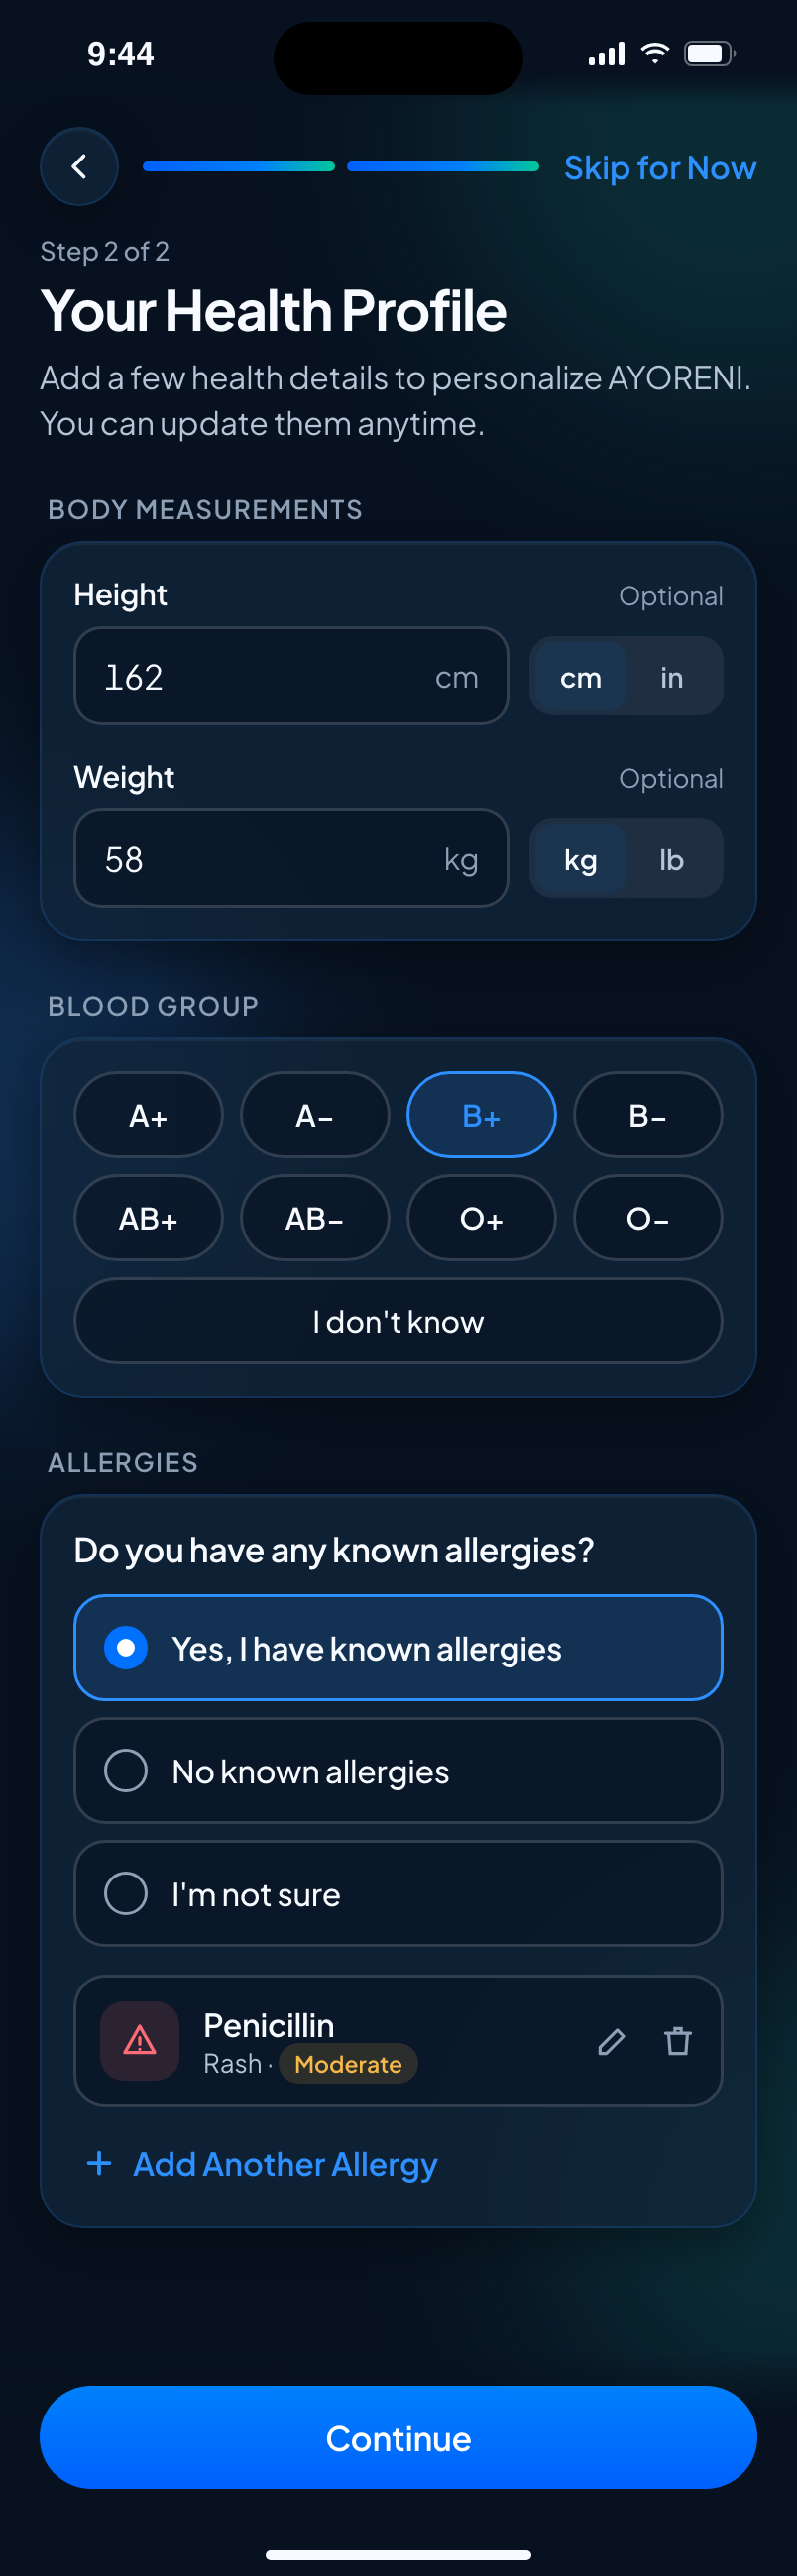 9:44
Skip for Now
Step 2 of 2
Your Health Profile
Add a few health details to personalize AYORENI.
You can update them anytime.
BODY MEASUREMENTS
Height Optional
162 cm cm in
Weight Optional
58 kg kg lb
BLOOD GROUP
A+ A− B+ B−
AB+ AB− O+ O−
I don't know
ALLERGIES
Do you have any known allergies?
Yes, I have known allergies
No known allergies
I'm not sure
Penicillin
Rash · Moderate
+ Add Another Allergy
Continue